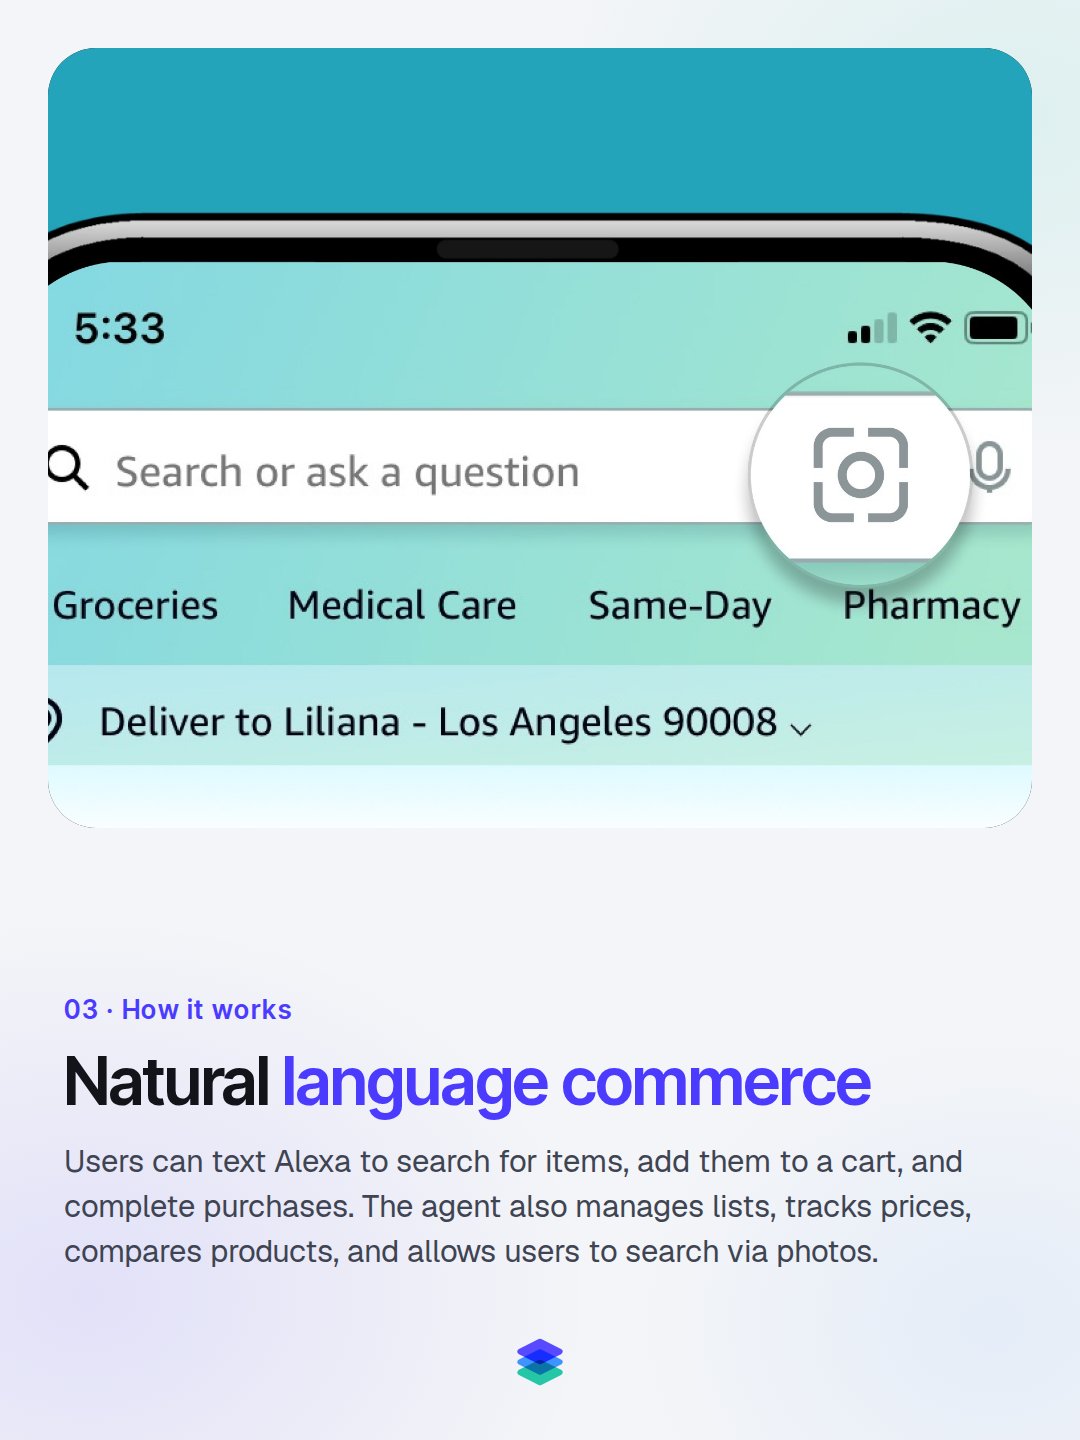 5:33
Search or ask a question
Groceries Medical Care Same-Day Pharmacy
Deliver to Liliana - Los Angeles 90008
03 · How it works
Natural language commerce
Users can text Alexa to search for items, add them to a cart, and
complete purchases. The agent also manages lists, tracks prices,
compares products, and allows users to search via photos.